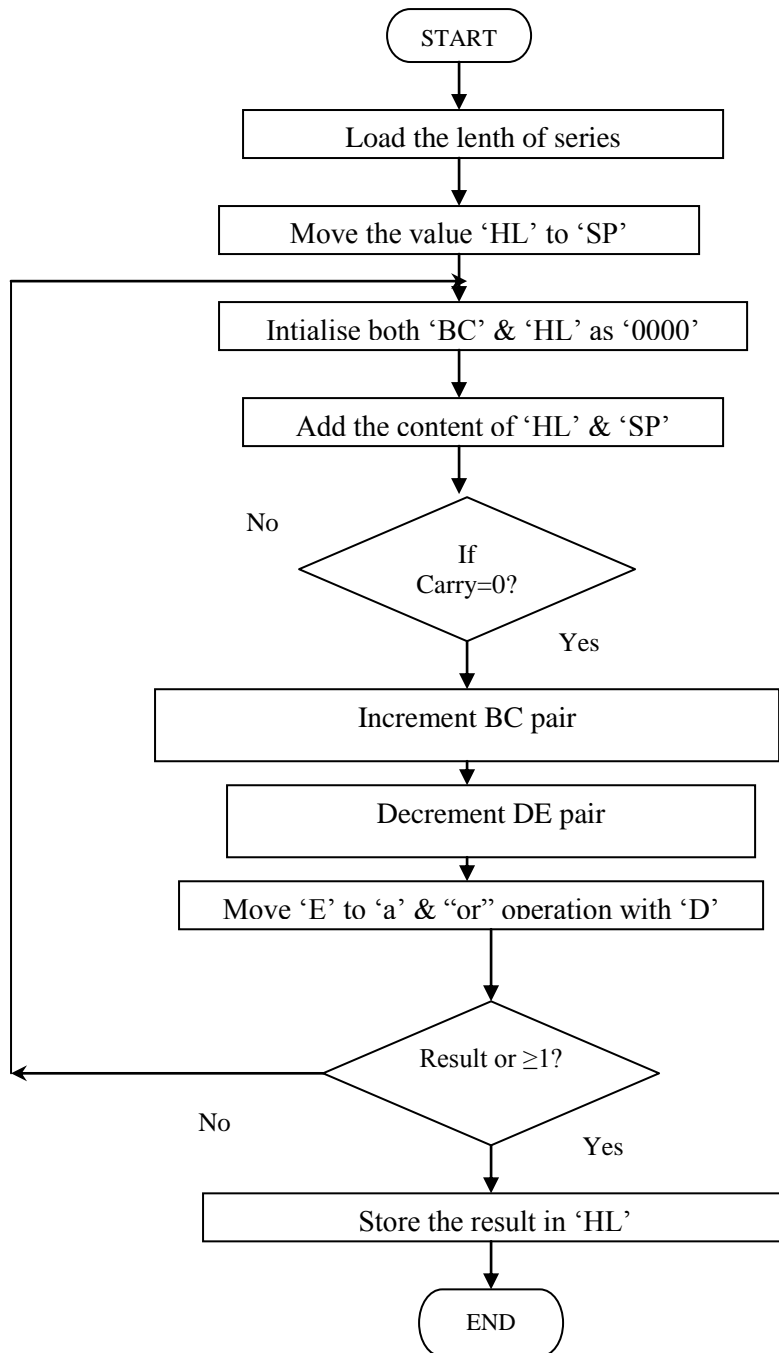 START
Load the lenth of series
Move the value ‘HL’ to ‘SP’
Intialise both ‘BC’ & ‘HL’ as ‘0000’
Add the content of ‘HL’ & ‘SP’
No
If
Carry=0?
Yes
Increment BC pair
Decrement DE pair
Move ‘E’ to ‘a’ & “or” operation with ‘D’
Result or ≥1?
No
Yes
Store the result in ‘HL’
END